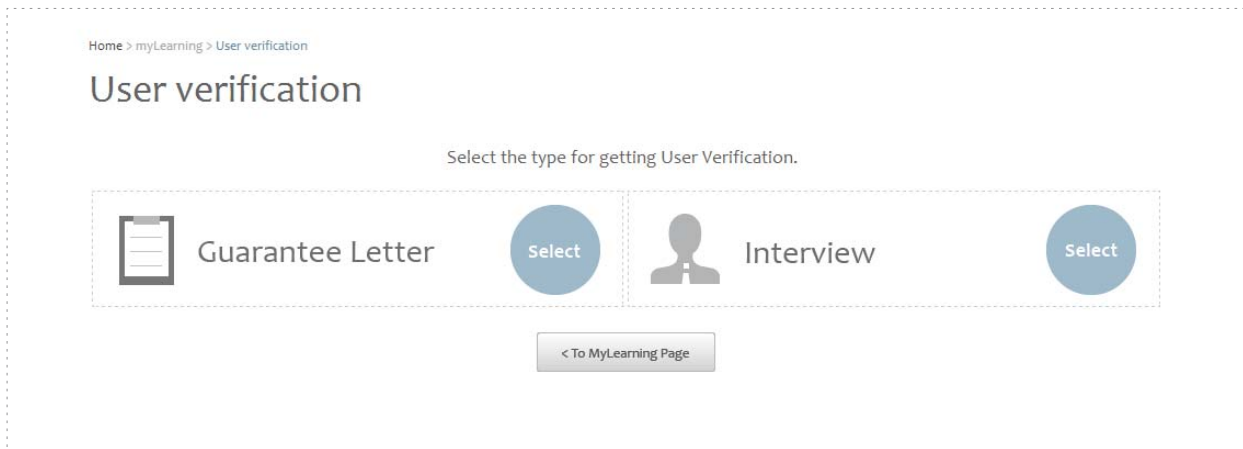 Home > myLearning > User verification
User verification
Select the type for getting User Verification.
Guarantee Letter
Select
Interview
Select
< To MyLearning Page